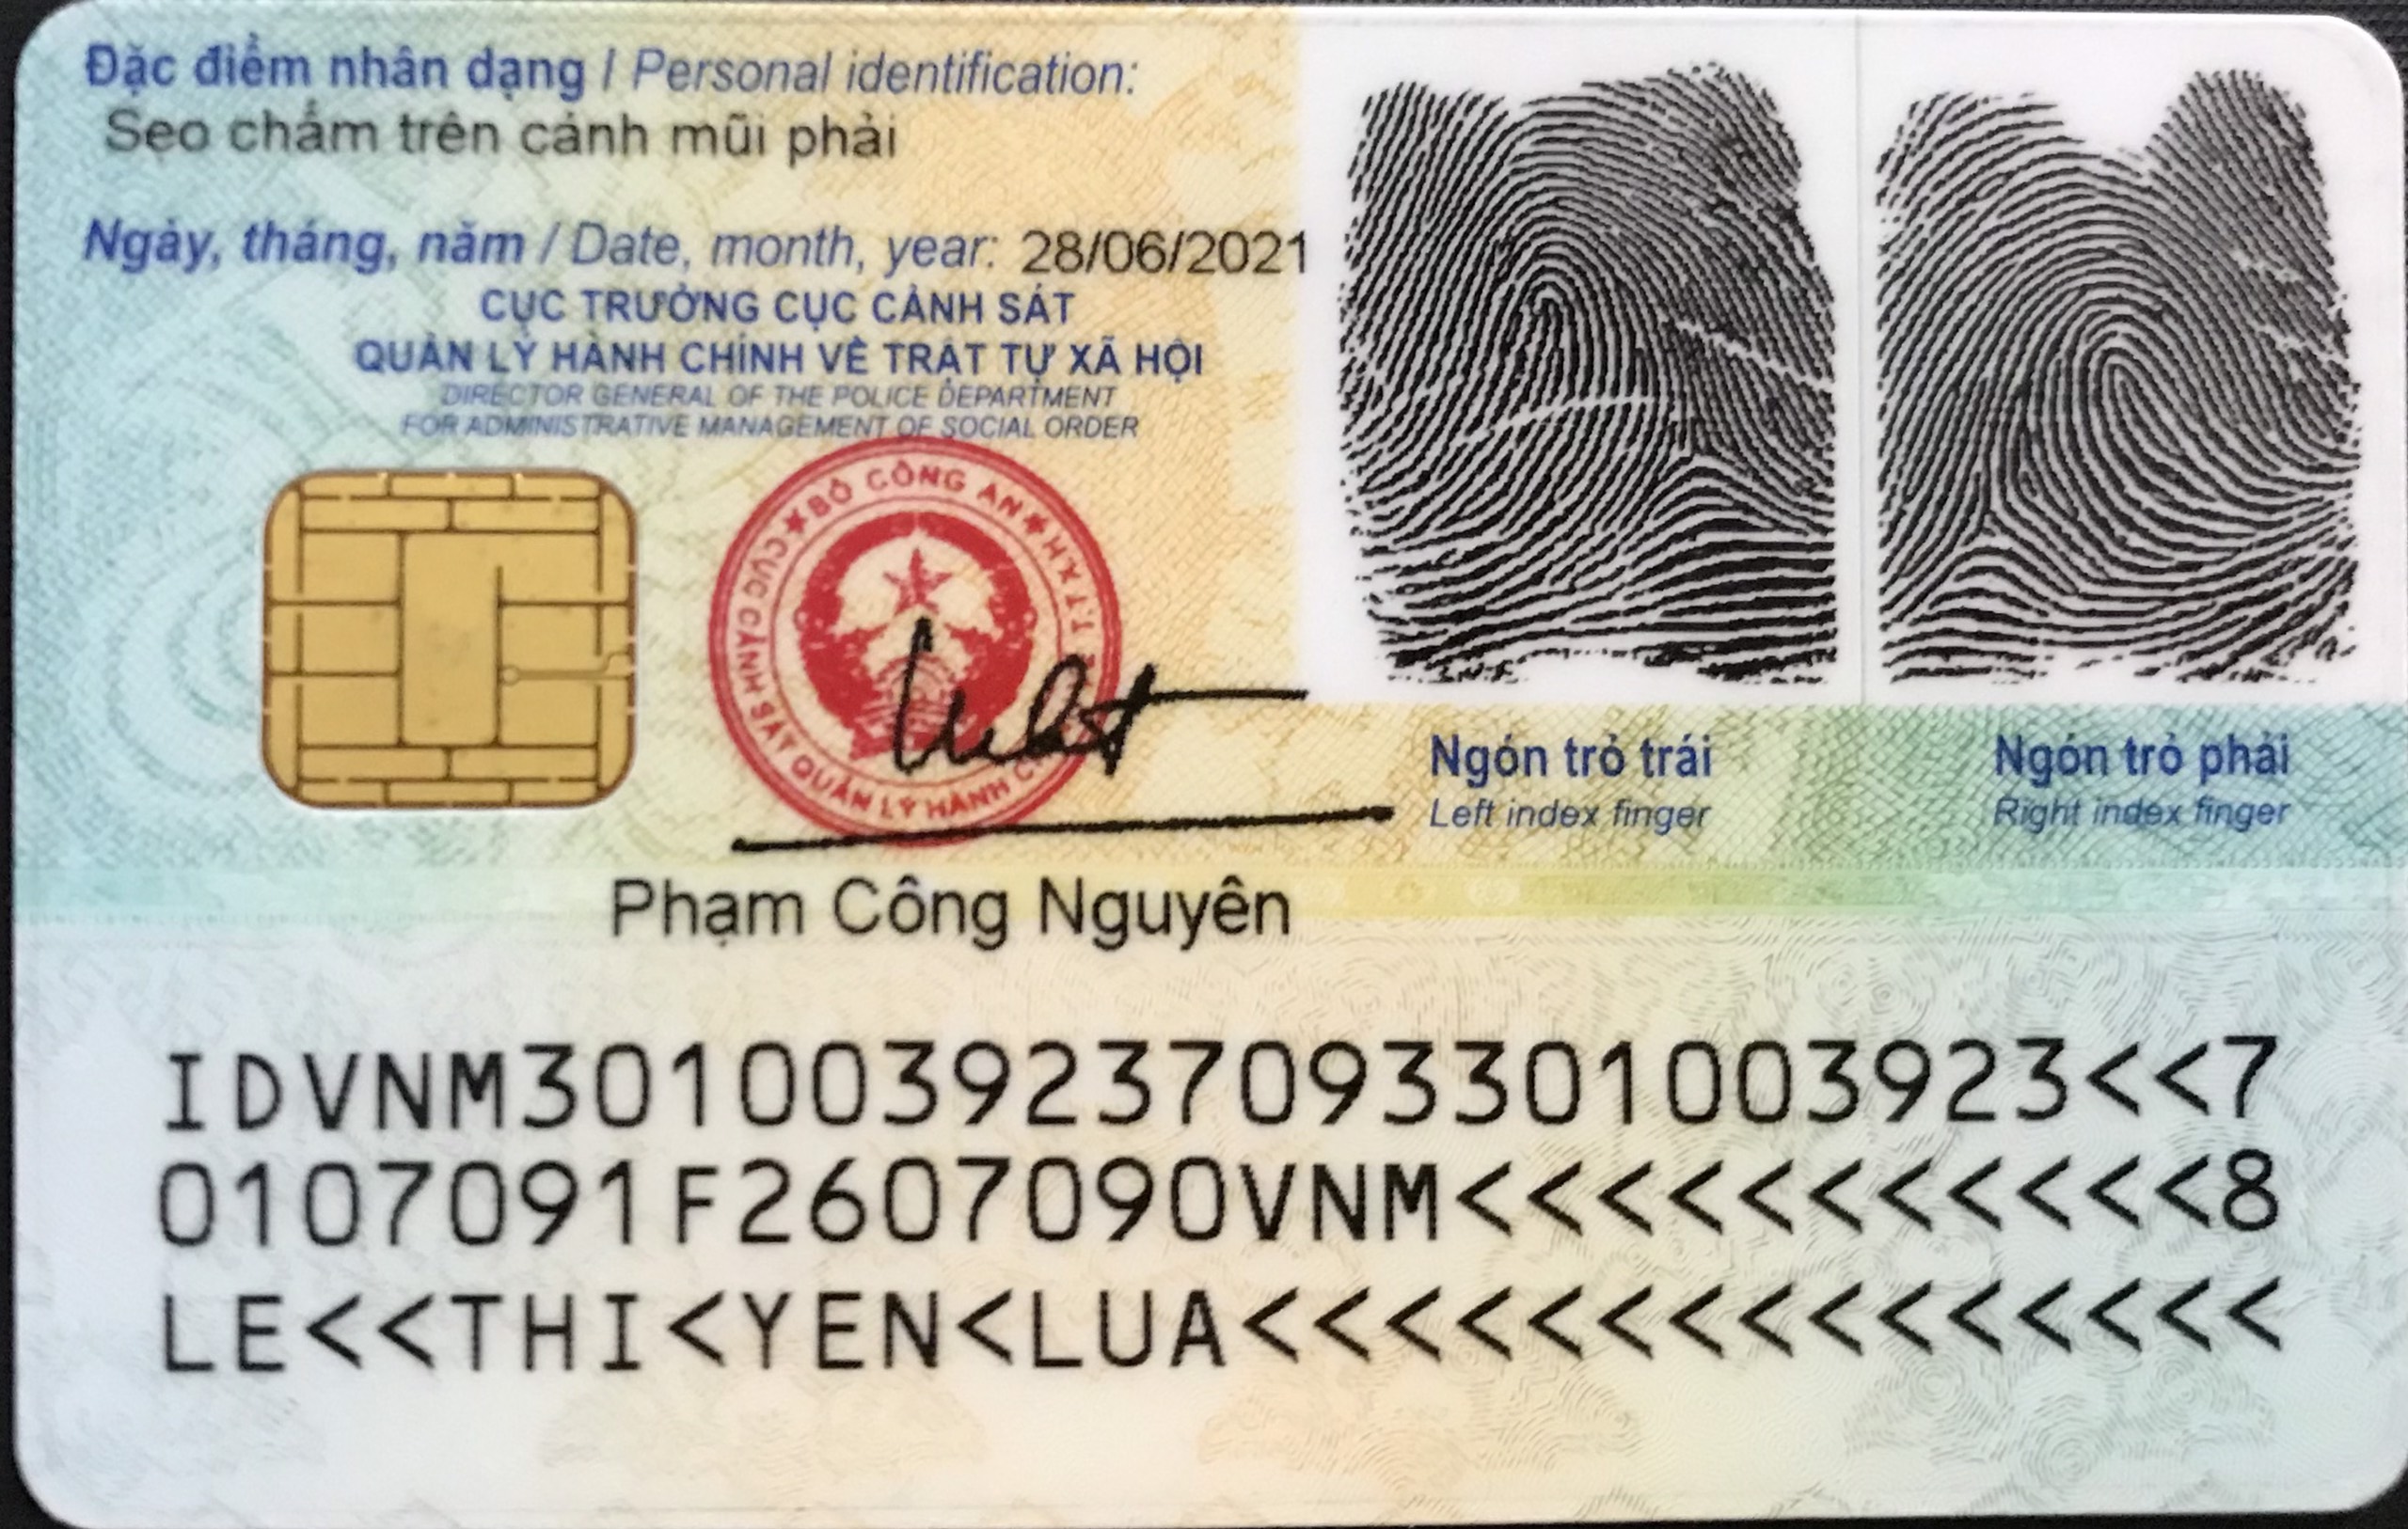 Đặc điểm nhân dạng / Personal identification:
Sẹo chấm trên cánh mũi phải
Ngày, tháng, năm / Date, month, year: 28/06/2021
CỤC TRƯỞNG CỤC CẢNH SÁT
QUẢN LÝ HÀNH CHÍNH VỀ TRẬT TỰ XÃ HỘI
DIRECTOR GENERAL OF THE POLICE DEPARTMENT
FOR ADMINISTRATIVE MANAGEMENT OF SOCIAL ORDER
★ BỘ CÔNG AN ★
CỤC CẢNH SÁT QUẢN LÝ HÀNH
TTXH
Ngón trỏ trái
Left index finger
Ngón trỏ phải
Right index finger
Phạm Công Nguyên
IDVNM3010039237093301003923<<7
0107091F2607090VNM<<<<<<<<<<<8
LE<<THI<YEN<LUA<<<<<<<<<<<<<<<